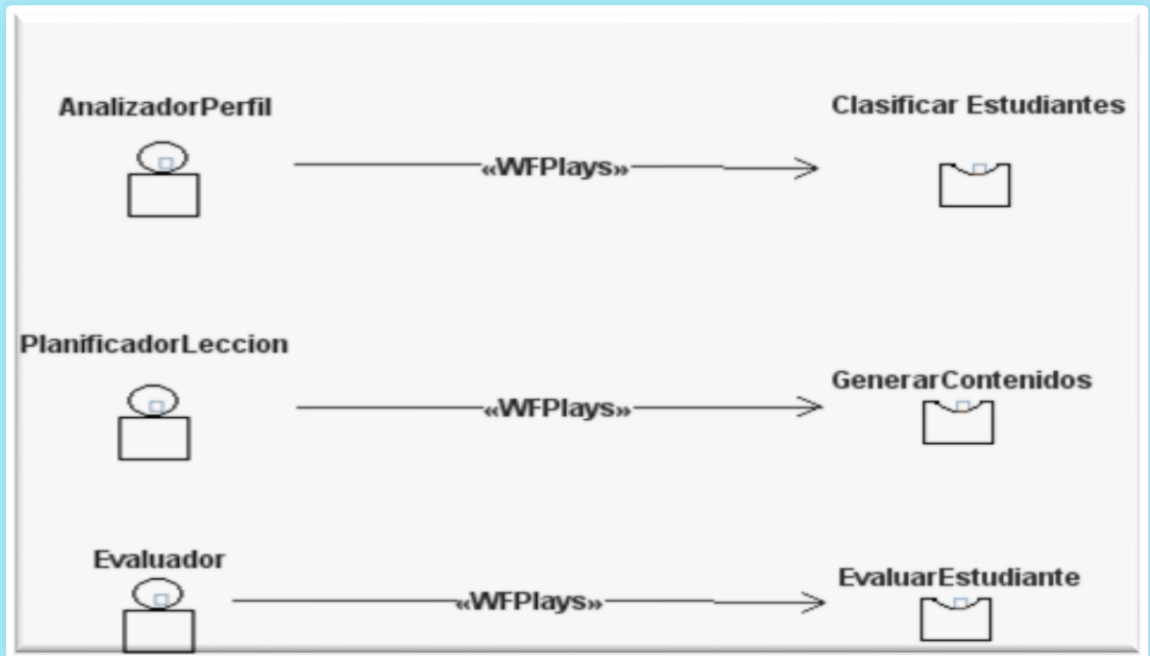 AnalizadorPerfil
Clasificar Estudiantes
«WFPlays»
PlanificadorLeccion
GenerarContenidos
«WFPlays»
Evaluador
EvaluarEstudiante
«WFPlays»